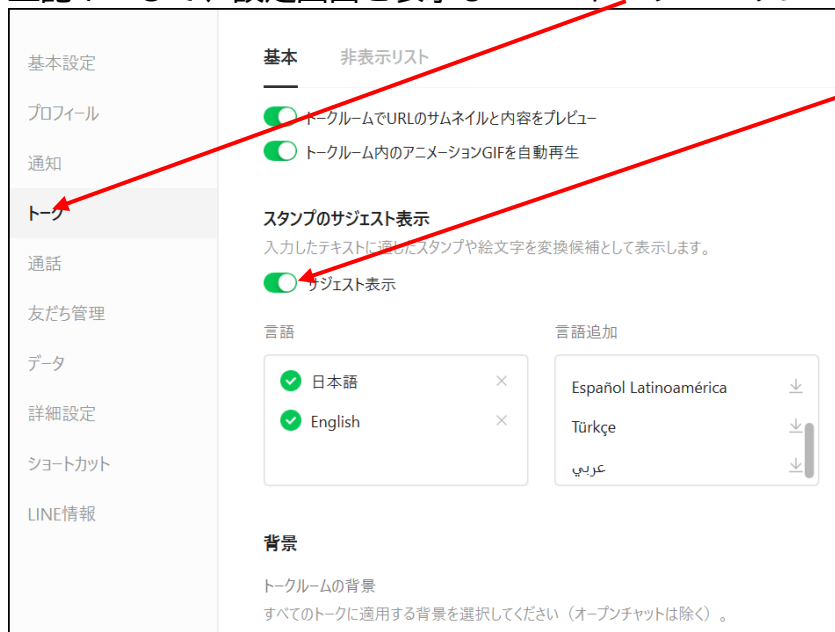 基本設定
プロフィール
通知
トーク
通話
友だち管理
データ
詳細設定
ショートカット
LINE情報
基本 非表示リスト
トークルームでURLのサムネイルと内容をプレビュー
トークルーム内のアニメーションGIFを自動再生
スタンプのサジェスト表示
入力したテキストに適したスタンプや絵文字を変換候補として表示します。
サジェスト表示
言語
日本語
English
言語追加
Español Latinoamérica
Türkçe
عربي
背景
トークルームの背景
すべてのトークに適用する背景を選択してください（オープンチャットは除く）。